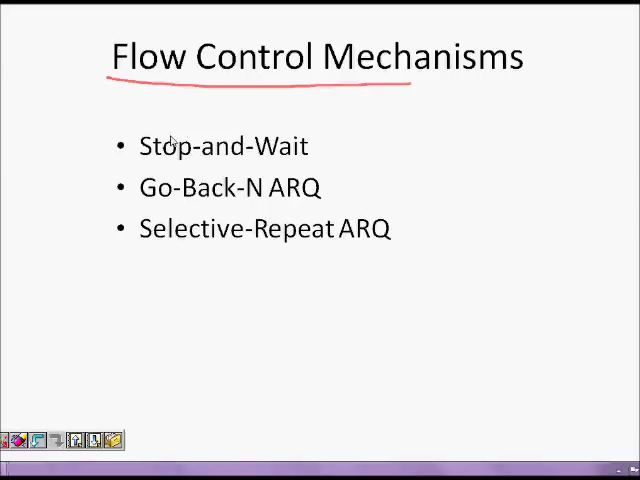 Flow Control Mechanisms
• Stop-and-Wait
• Go-Back-N ARQ
• Selective-Repeat ARQ